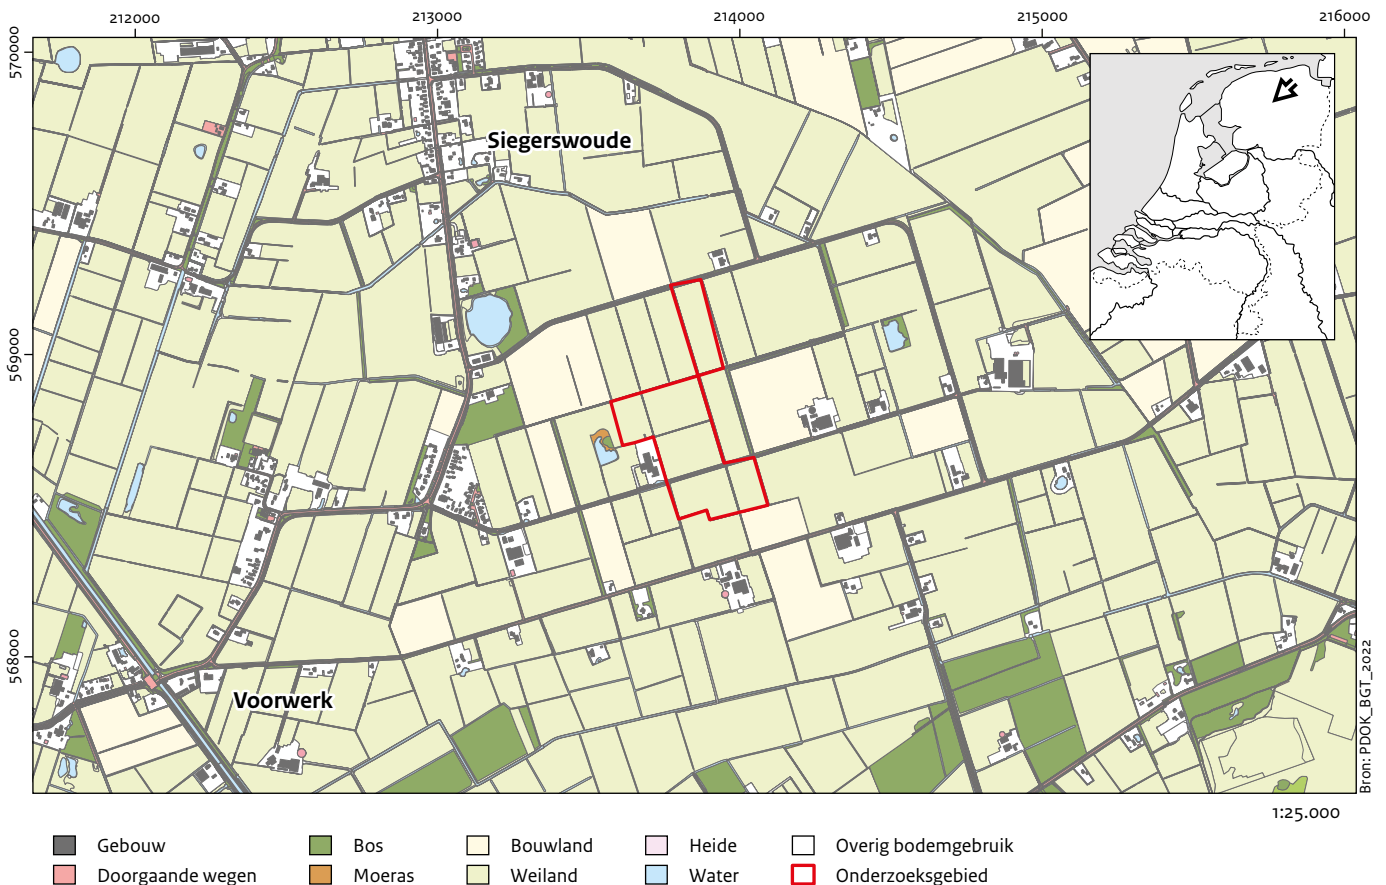 212000
213000
214000
215000
216000
570000
569000
568000
Siegerswoude
Voorwerk
Bron: PDOK_BGT_2022
1:25.000
Gebouw
Bos
Bouwland
Heide
Overig bodemgebruik
Doorgaande wegen
Moeras
Weiland
Water
Onderzoeksgebied